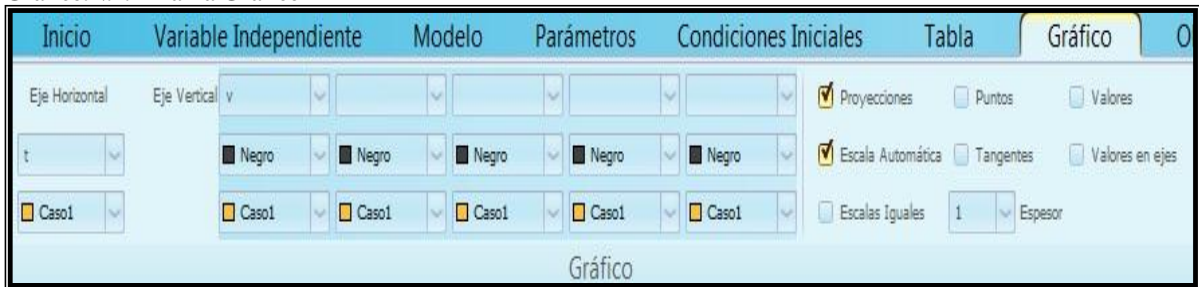 Inicio Variable Independiente Modelo Parámetros Condiciones Iniciales Tabla Gráfico O
Eje Horizontal Eje Vertical v Proyecciones Puntos Valores
t Negro Negro Negro Negro Negro Escala Automática Tangentes Valores en ejes
Caso1 Caso1 Caso1 Caso1 Caso1 Caso1 Escalas Iguales 1 Espesor
Gráfico